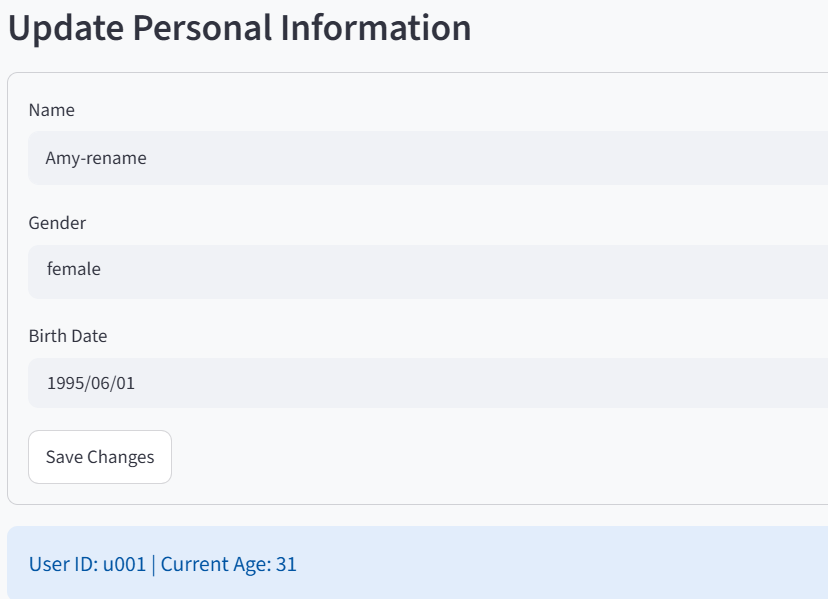 Update Personal Information
Name
Amy-rename
Gender
female
Birth Date
1995/06/01
Save Changes
User ID: u001 | Current Age: 31